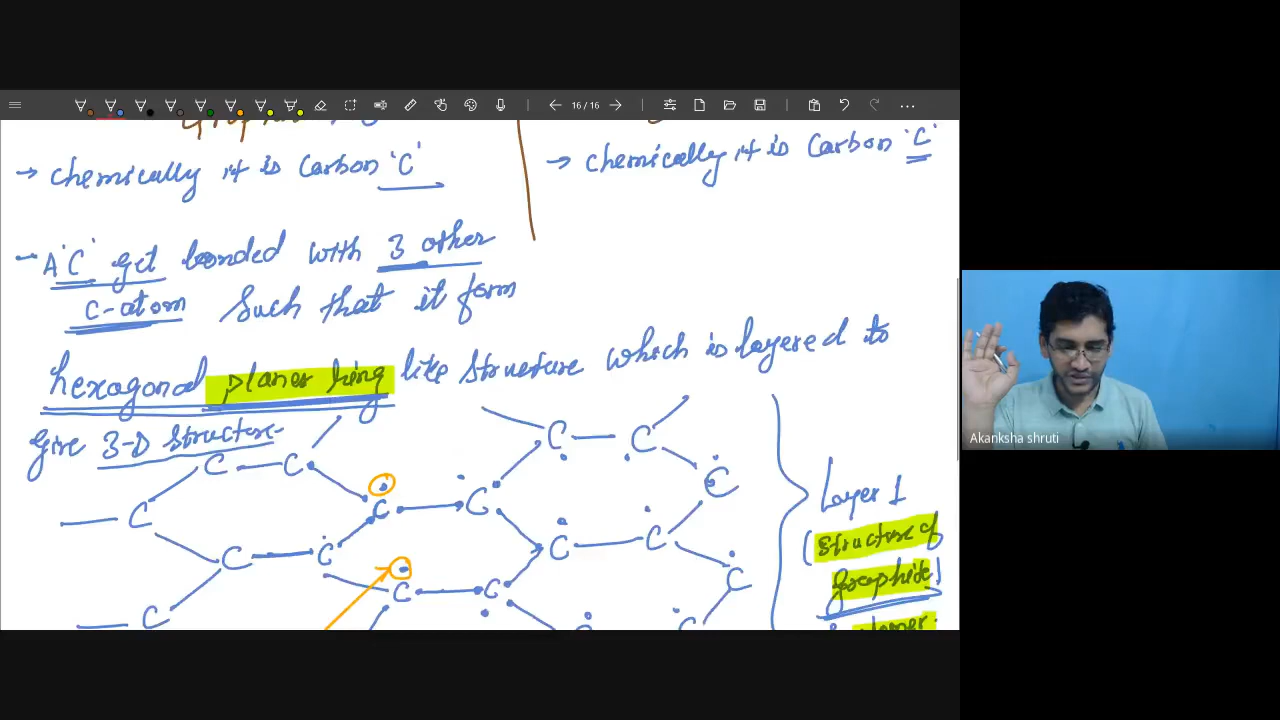 16/16
→ chemically it is Carbon 'C'
→ chemically it is Carbon 'C'
- A 'C' get bonded with 3 other
C-atom such that it form
hexagonal planer ring like structure which is layered to
give 3-D structure
C C C C
C C C C
C C C C C
C C C
Layer 1
(structure of
graphite)
planer
Akanksha shruti